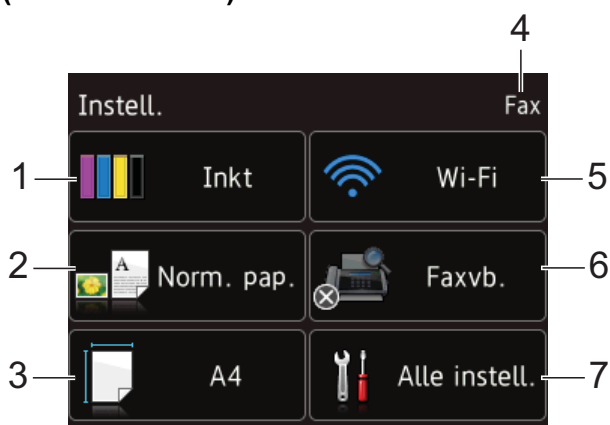 4
Instell. Fax
1 Inkt Wi-Fi 5
2 Norm. pap. Faxvb. 6
3 A4 Alle instell. 7